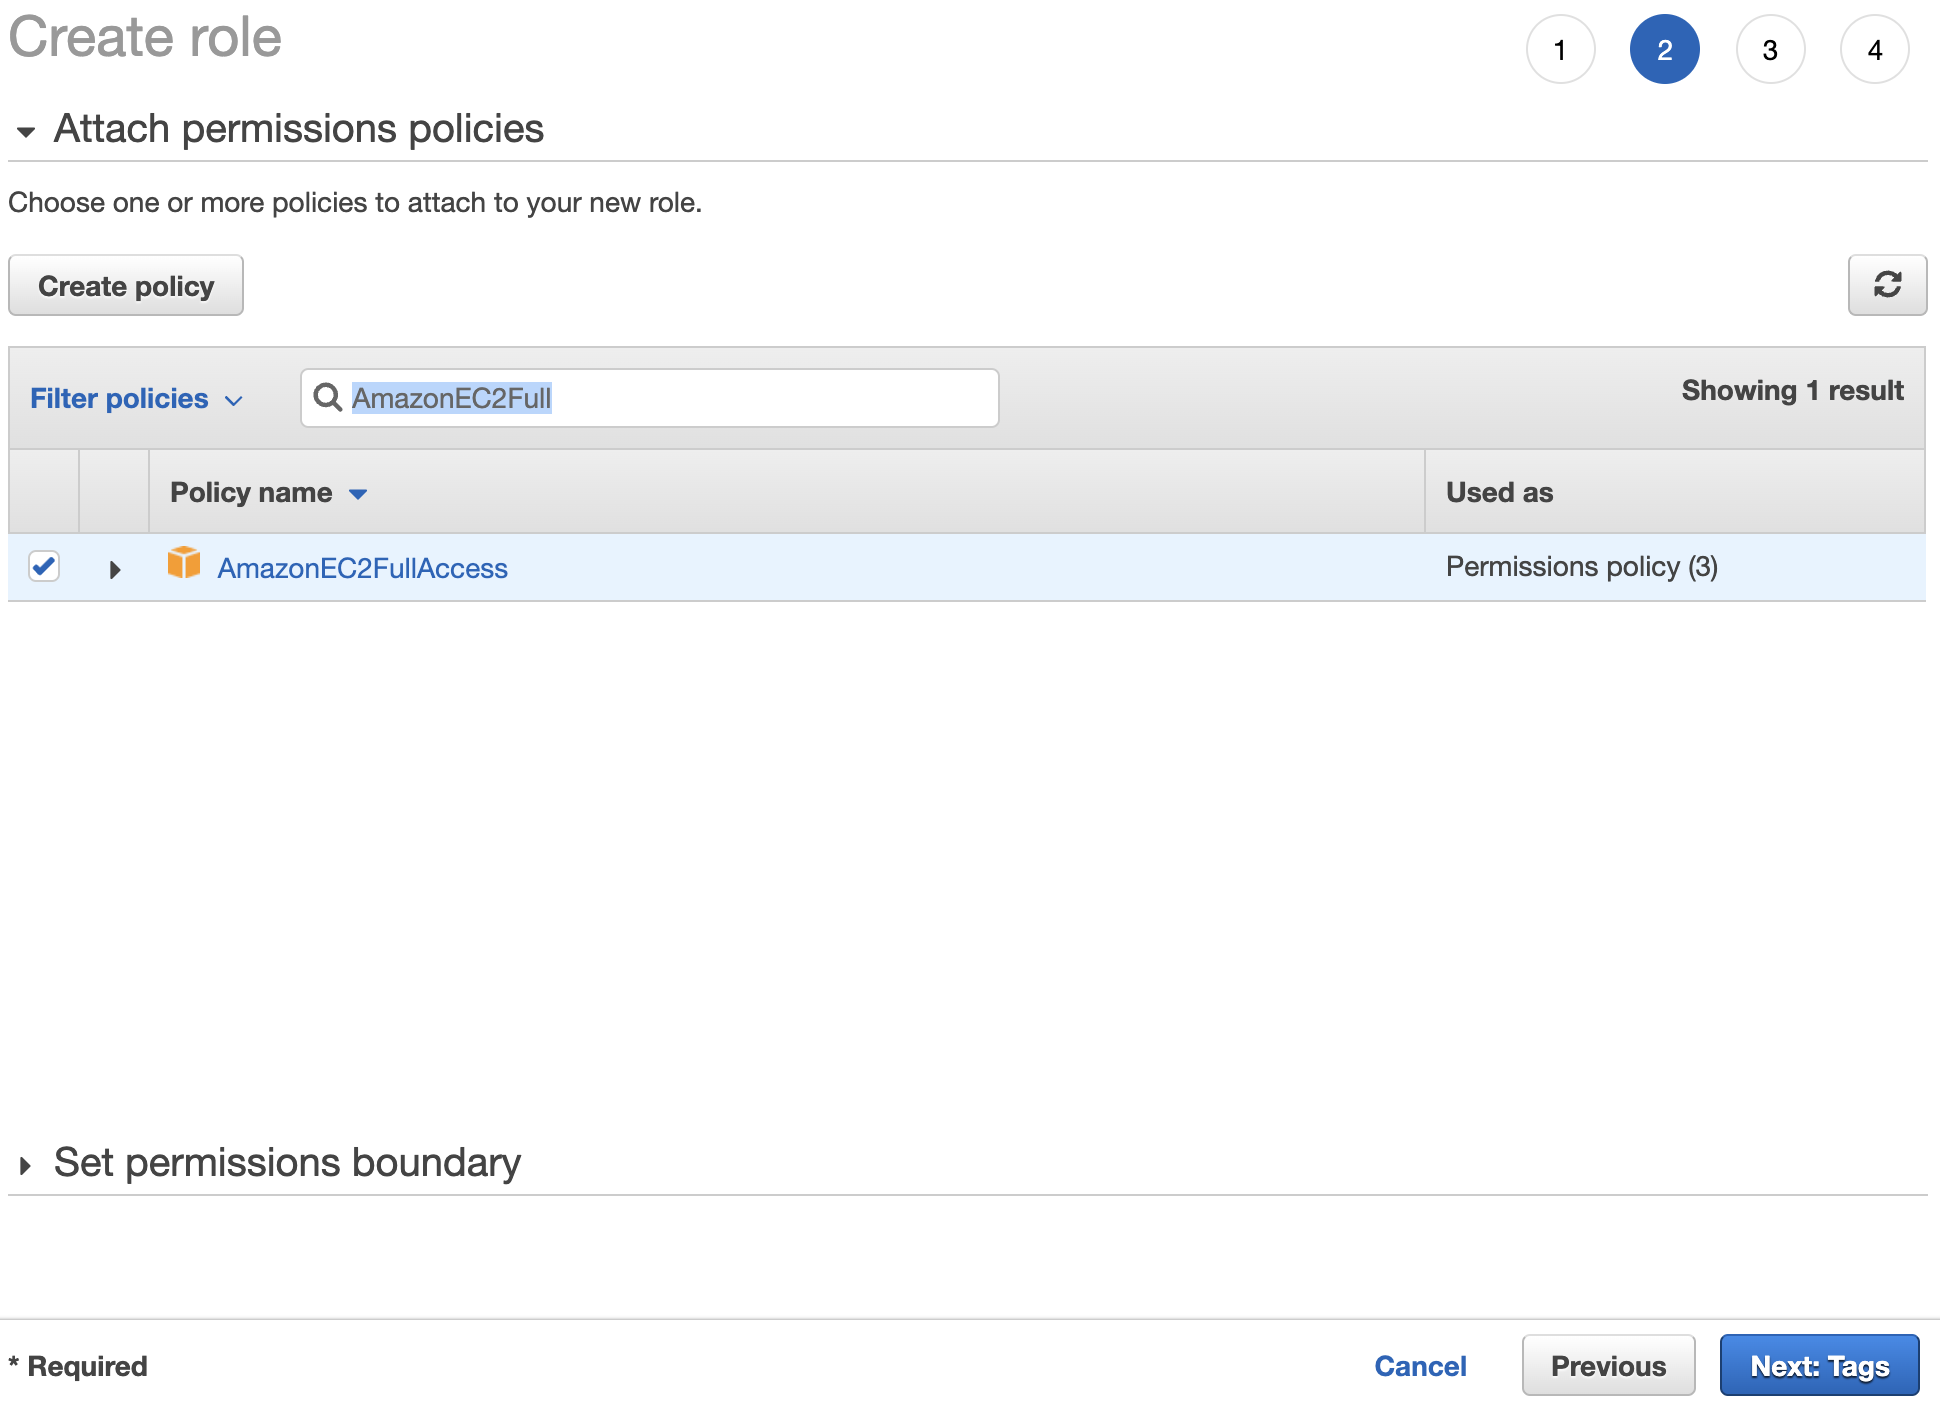 Create role
1 2 3 4
Attach permissions policies
Choose one or more policies to attach to your new role.
Create policy
Filter policies AmazonEC2Full Showing 1 result
Policy name Used as
AmazonEC2FullAccess Permissions policy (3)
Set permissions boundary
* Required Cancel Previous Next: Tags